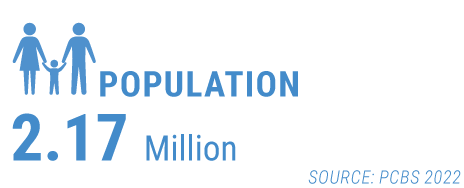 POPULATION
2.17 Million
SOURCE: PCBS 2022